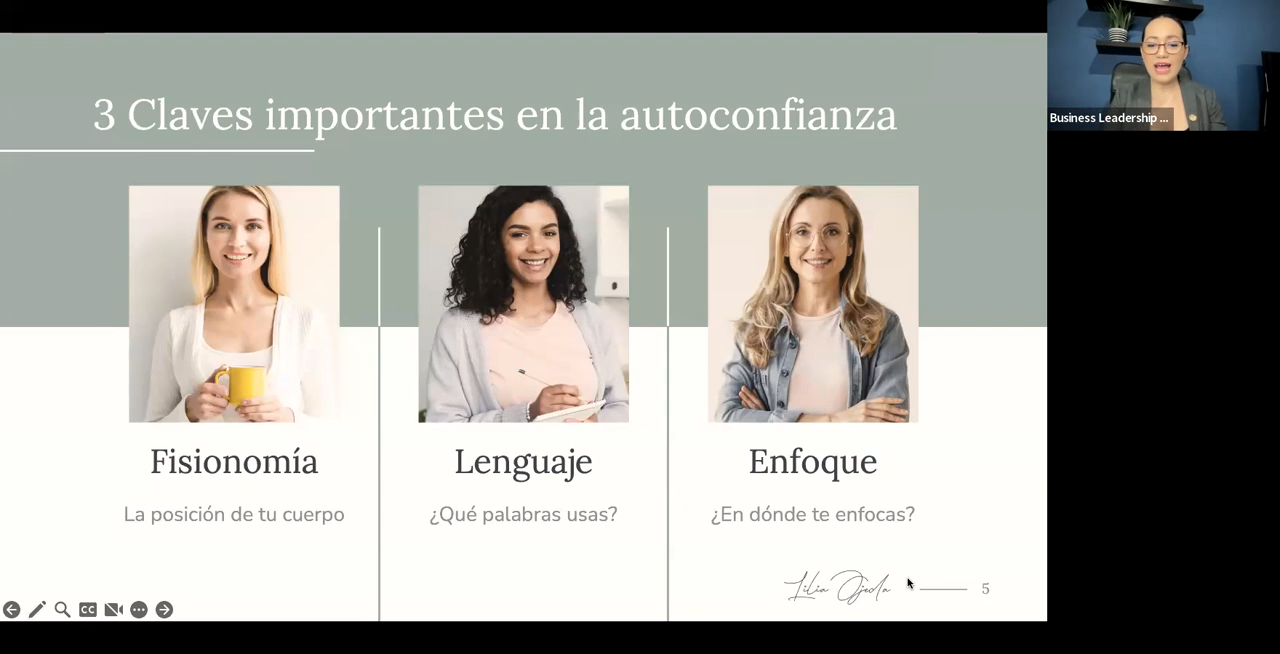 3 Claves importantes en la autoconfianza
Business Leadership ...
Fisionomía
La posición de tu cuerpo
Lenguaje
¿Qué palabras usas?
Enfoque
¿En dónde te enfocas?
Lilia Ojeda
5
CC